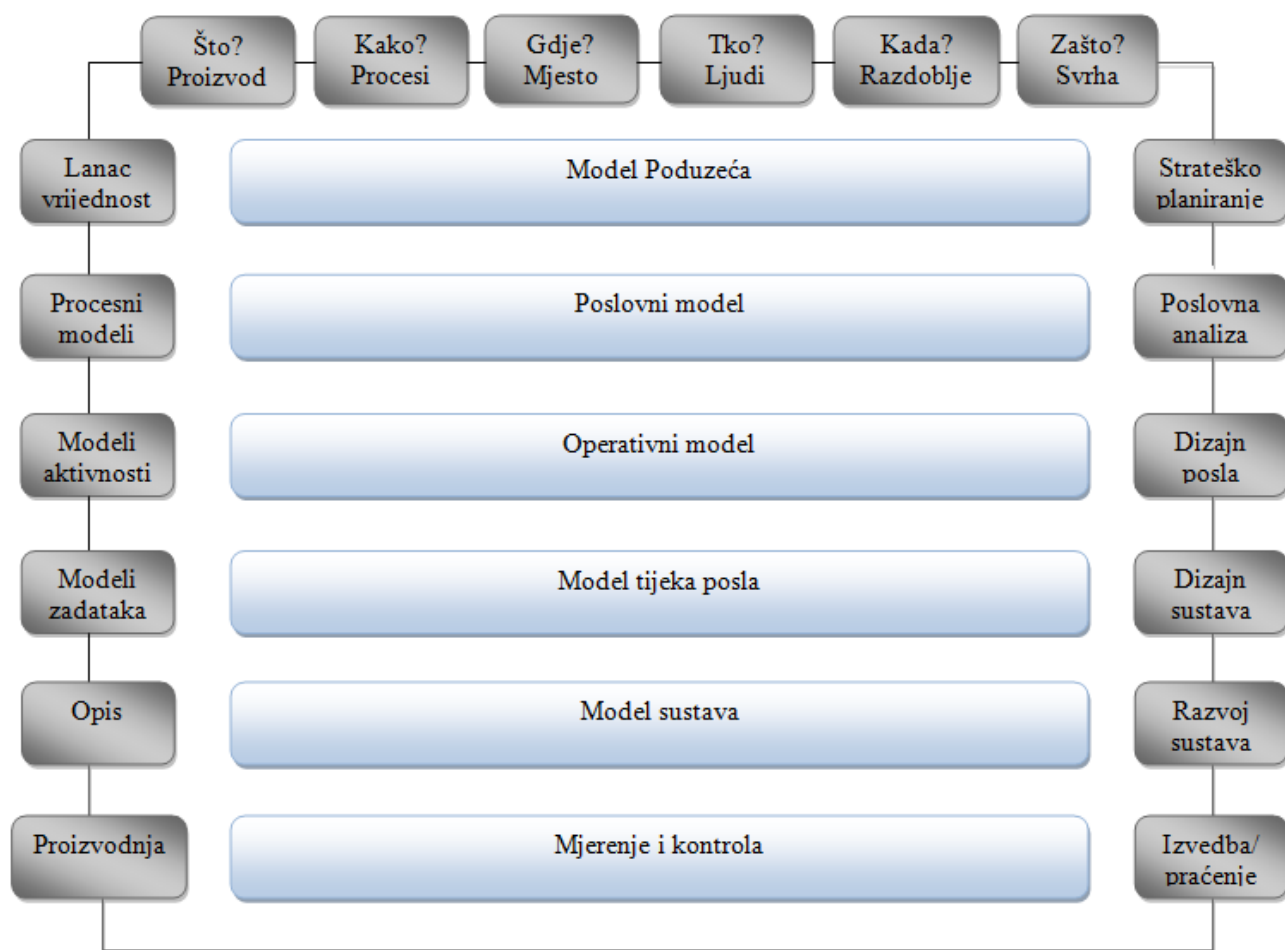 Što?
Proizvod
Kako?
Procesi
Gdje?
Mjesto
Tko?
Ljudi
Kada?
Razdoblje
Zašto?
Svrha
Lanac
vrijednost
Model Poduzeća
Strateško
planiranje
Procesni
modeli
Poslovni model
Poslovna
analiza
Modeli
aktivnosti
Operativni model
Dizajn
posla
Modeli
zadataka
Model tijeka posla
Dizajn
sustava
Opis
Model sustava
Razvoj
sustava
Proizvodnja
Mjerenje i kontrola
Izvedba/
praćenje